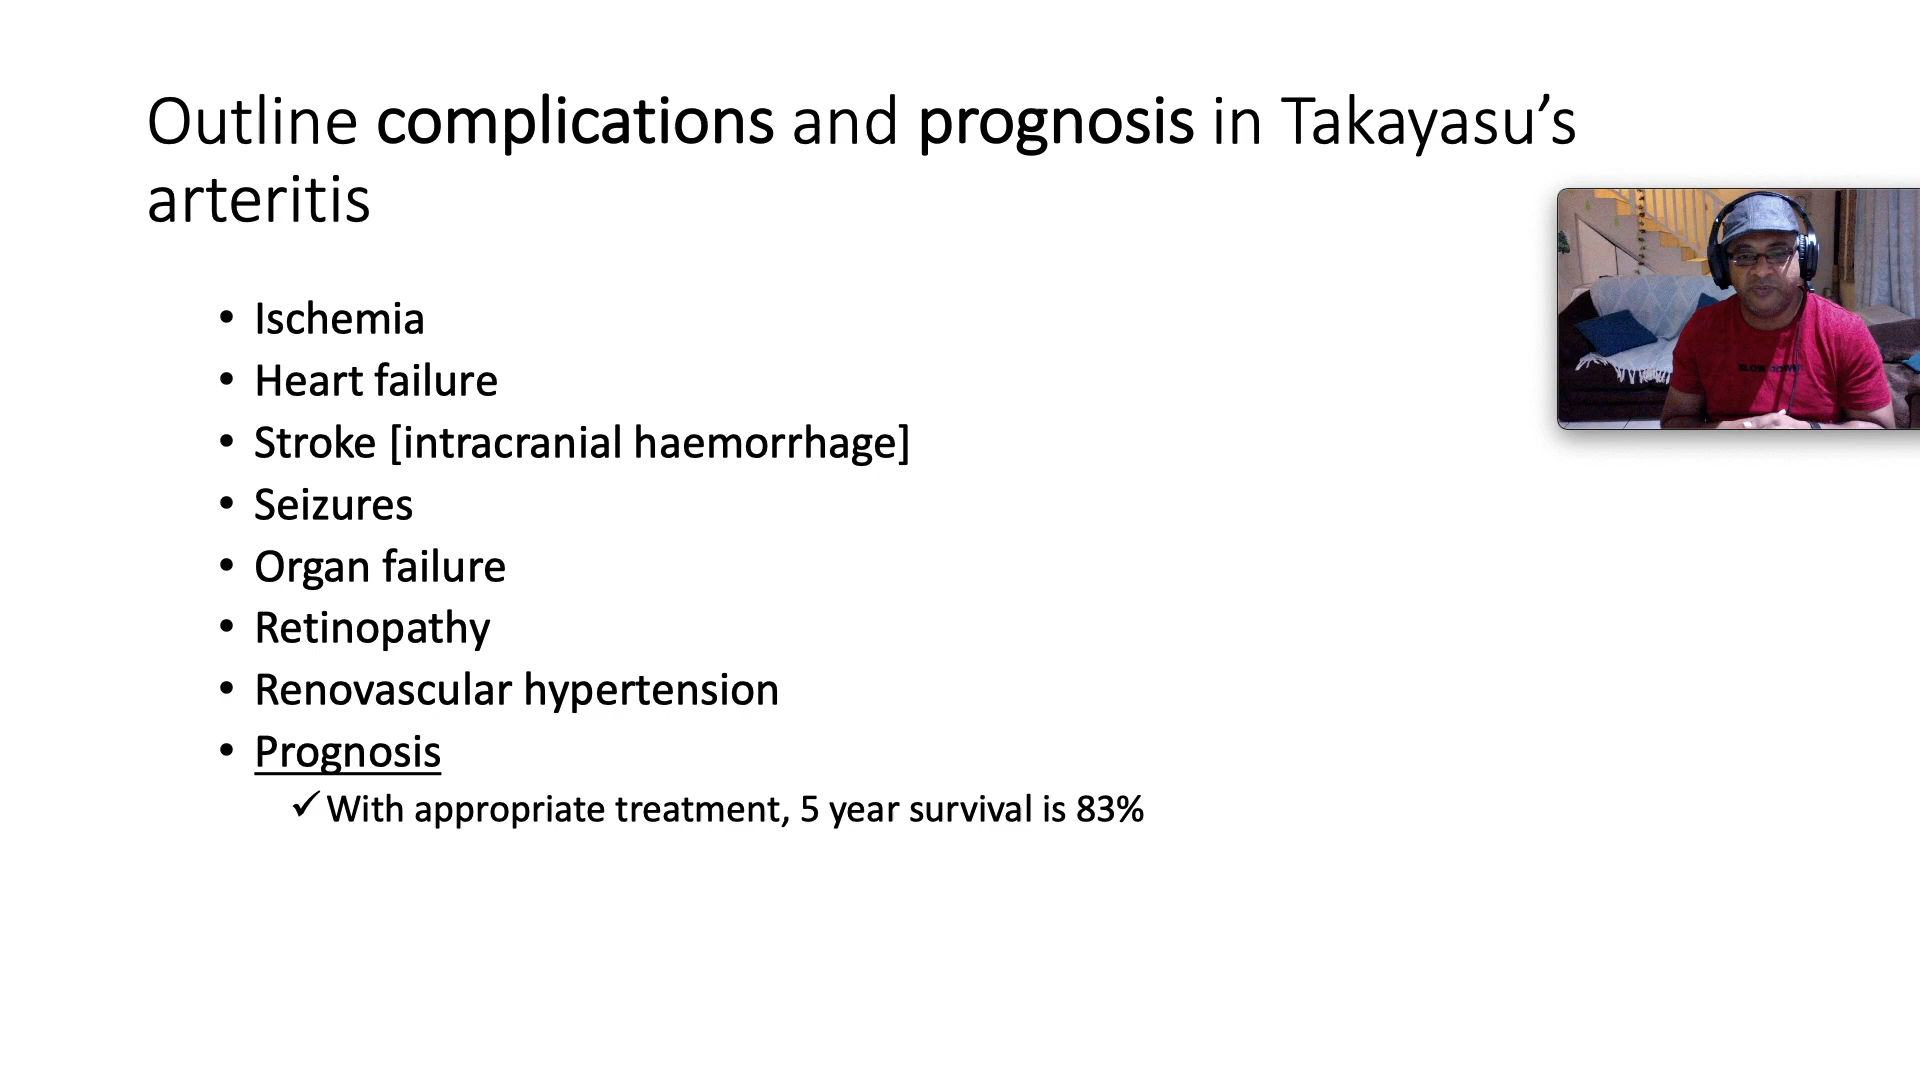 Outline complications and prognosis in Takayasu’s
arteritis
• Ischemia
• Heart failure
• Stroke [intracranial haemorrhage]
• Seizures
• Organ failure
• Retinopathy
• Renovascular hypertension
• Prognosis
✓ With appropriate treatment, 5 year survival is 83%